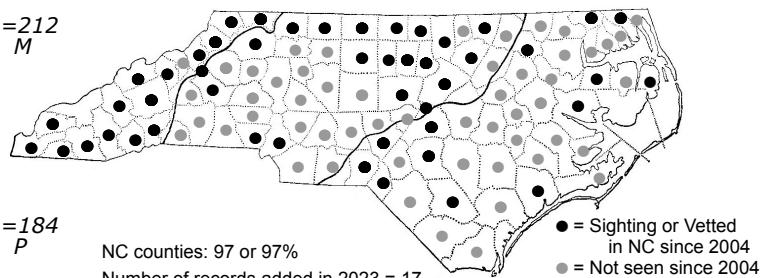 =212
M
=184
P
NC counties: 97 or 97%
Number of records added in 2023 = 17
● = Sighting or Vetted
in NC since 2004
● = Not seen since 2004